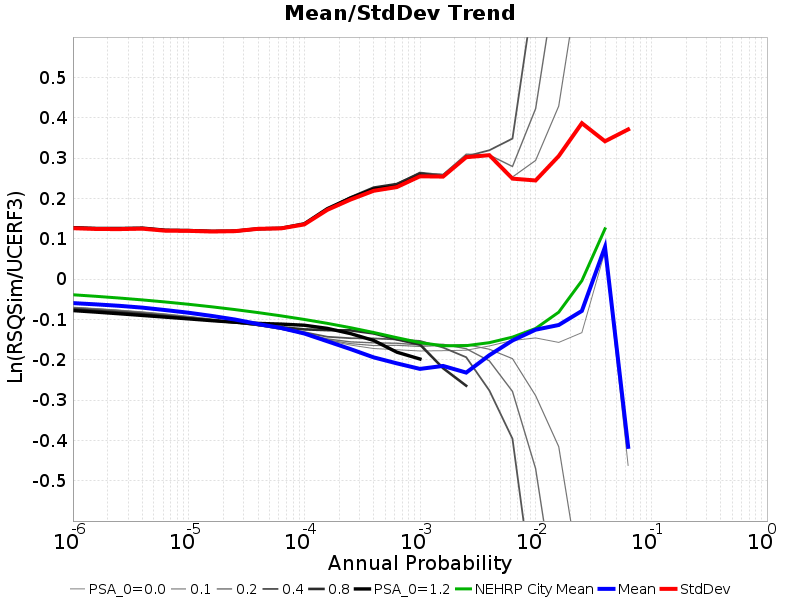 Mean/StdDev Trend
Ln(RSQSim/UCERF3)
0.5
0.4
0.3
0.2
0.1
0
-0.1
-0.2
-0.3
-0.4
-0.5
10^-6 10^-5 10^-4 10^-3 10^-2 10^-1 10^0
Annual Probability
PSA_0=0.0 0.1 0.2 0.4 0.8 PSA_0=1.2 NEHRP City Mean Mean StdDev